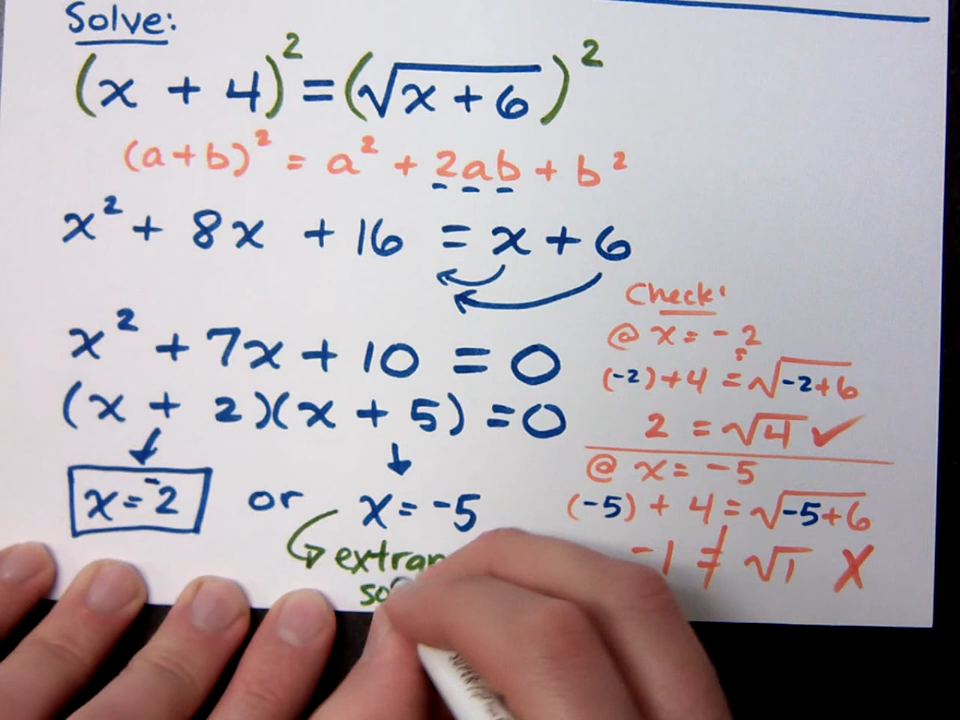 Solve:
(x + 4)² = (√x + 6)²
(a+b)² = a² + 2ab + b²
x² + 8x + 16 = x + 6
x² + 7x + 10 = 0
(x + 2)(x + 5) = 0
x = -2 or x = -5
Check:
@ x = -2
(-2) + 4 = √-2+6
2 = √4 ✓
@ x = -5
(-5) + 4 = √-5+6
-1 ≠ √1 X